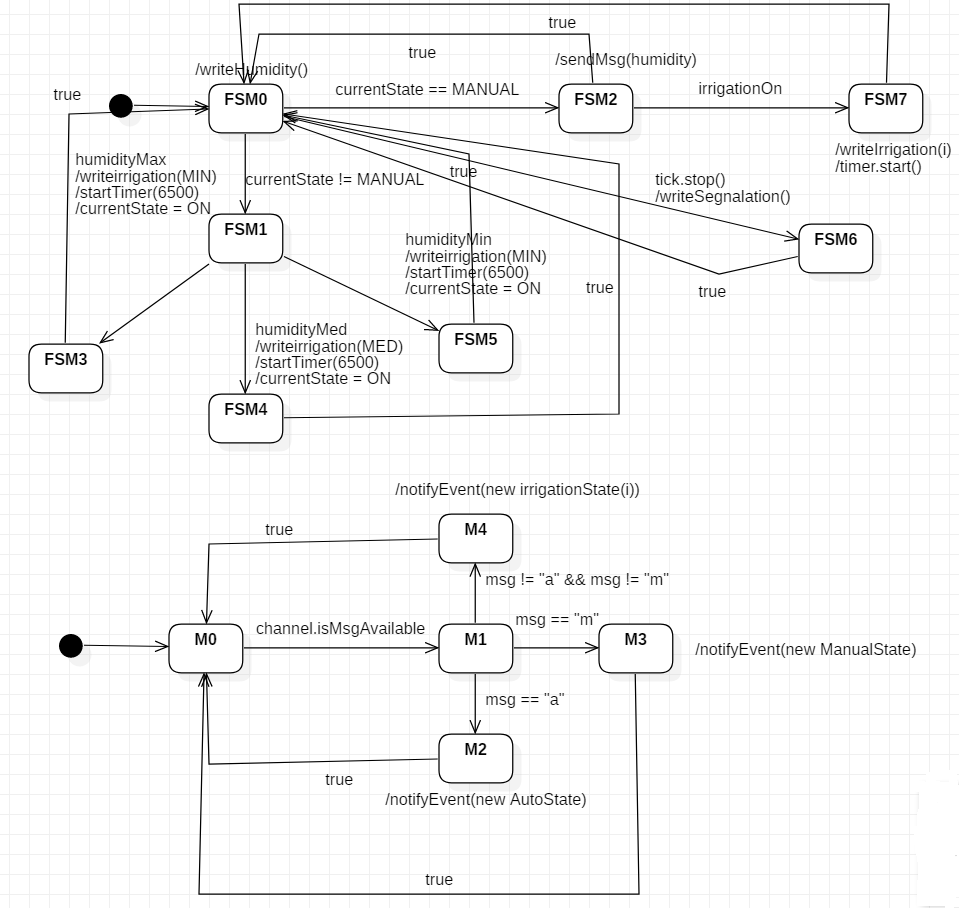 true
true
/writeHumidity()
/sendMsg(humidity)
true
FSM0
currentState == MANUAL
FSM2
irrigationOn
FSM7
/writeIrrigation(i)
/timer.start()
humidityMax
/writeirrigation(MIN)
/startTimer(6500)
/currentState = ON
currentState != MANUAL
true
tick.stop()
/writeSegnalation()
FSM1
FSM6
humidityMin
/writeirrigation(MIN)
/startTimer(6500)
/currentState = ON
true
true
humidityMed
/writeirrigation(MED)
/startTimer(6500)
/currentState = ON
FSM5
FSM3
FSM4
/notifyEvent(new irrigationState(i))
true
M4
msg != "a" && msg != "m"
channel.isMsgAvailable
msg == "m"
M0
M1
M3
/notifyEvent(new ManualState)
msg == "a"
M2
true
/notifyEvent(new AutoState)
true